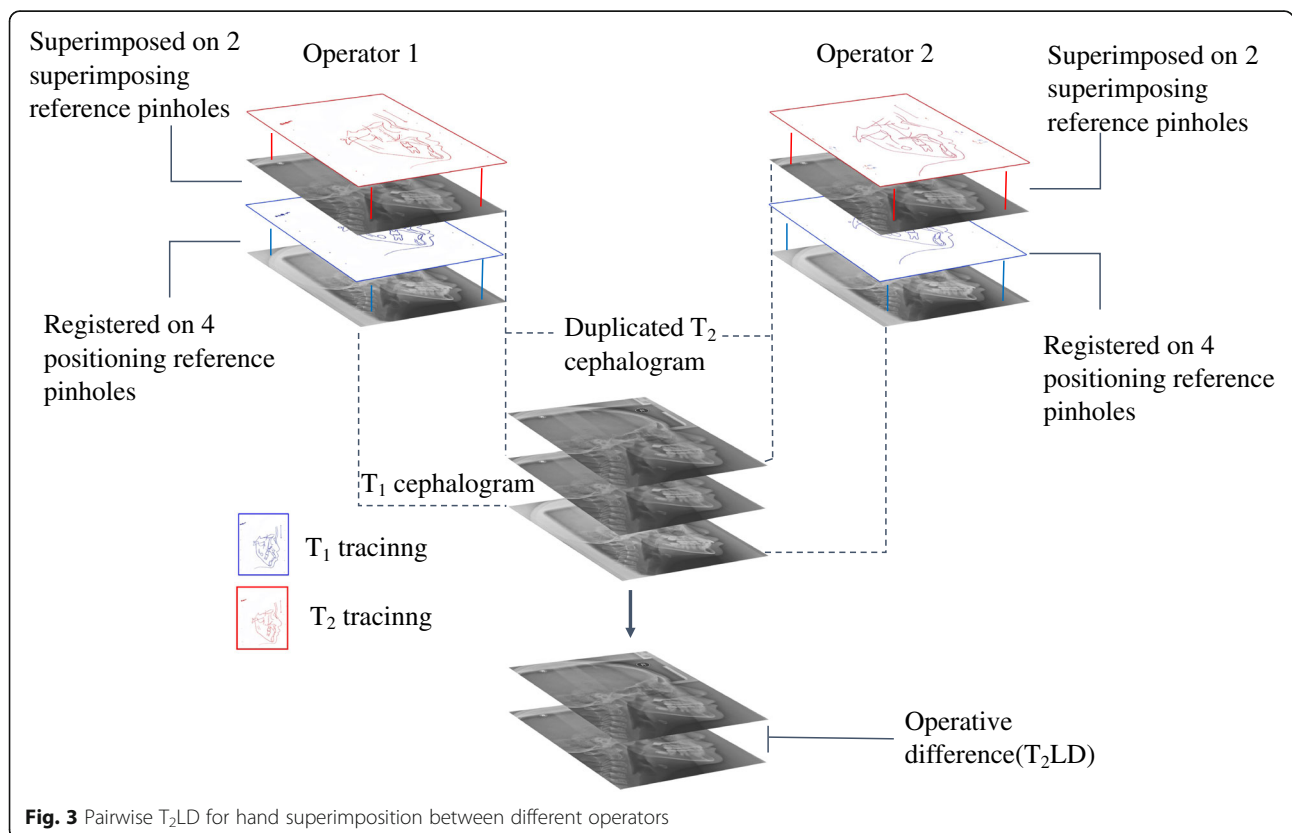 Superimposed on 2
superimposing
reference pinholes
Operator 1
Operator 2
Superimposed on 2
superimposing
reference pinholes
Registered on 4
positioning reference
pinholes
Duplicated T₂
cephalogram
Registered on 4
positioning reference
pinholes
T₁ cephalogram
T₁ tracinng
T₂ tracinng
Operative
difference(T₂LD)
Fig. 3 Pairwise T₂LD for hand superimposition between different operators